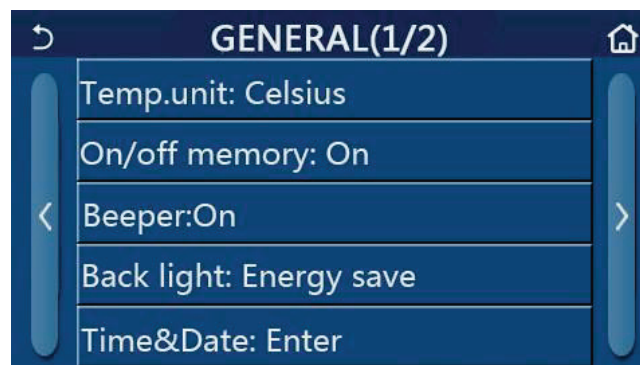 GENERAL(1/2)
Temp.unit: Celsius
On/off memory: On
Beeper:On
Back light: Energy save
Time&Date: Enter